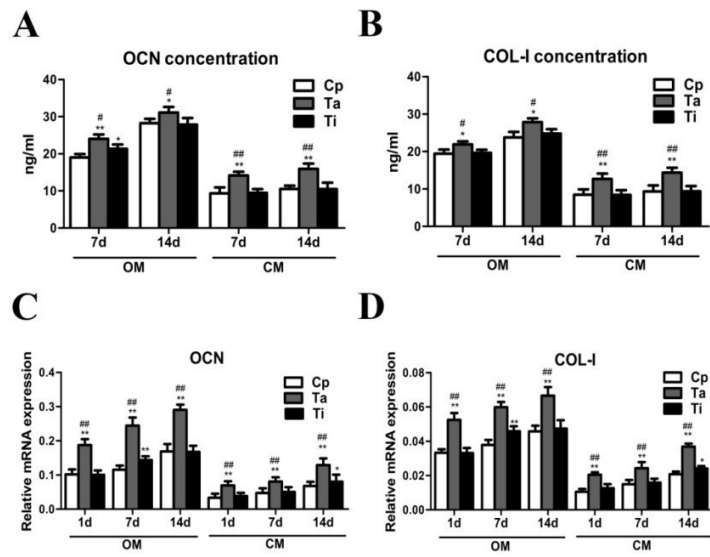 A
OCN concentration
ng/ml
40
30
20
10
0
Cp
Ta
Ti
#
**
*
#
*
##
**
##
**
7d 14d 7d 14d
OM CM
B
COL-I concentration
ng/ml
40
30
20
10
0
Cp
Ta
Ti
#
*
#
*
##
**
##
**
7d 14d 7d 14d
OM CM
C
OCN
Relative mRNA expression
0.4
0.3
0.2
0.1
0.0
Cp
Ta
Ti
##
**
##
**
**
##
**
##
**
##
**
##
**
*
1d 7d 14d 1d 7d 14d
OM CM
D
COL-I
Relative mRNA expression
0.08
0.06
0.04
0.02
0.00
Cp
Ta
Ti
##
**
##
**
**
##
**
##
**
##
**
##
**
*
1d 7d 14d 1d 7d 14d
OM CM